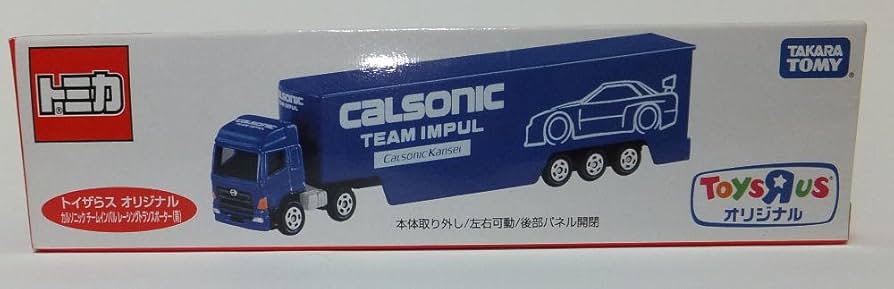 トミカ
®
CALSONIC
CALSONIC
TEAM IMPUL
Calsonic Kansei
TAKARA
TOMY
トイザらス オリジナル
カルソニック チームインパル レーシングトランスポーター(青)
本体取り外し/左右可動/後部パネル開閉
TOYS"R"US
オリジナル